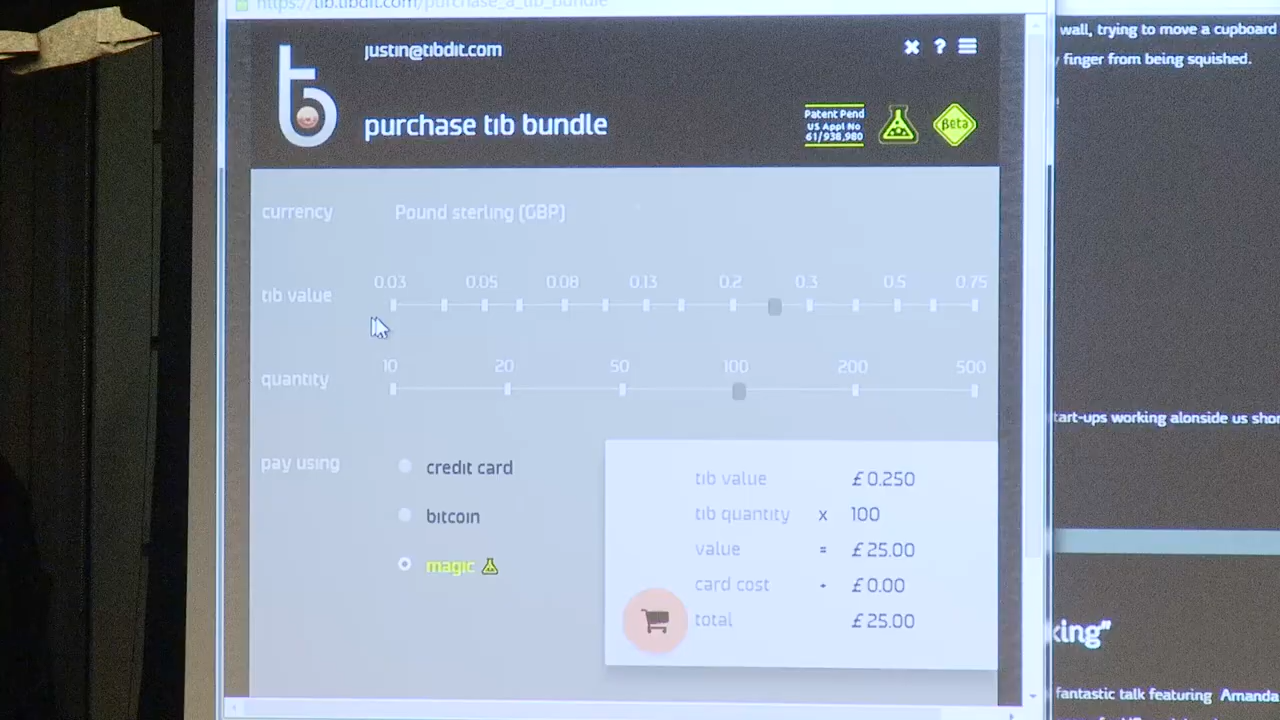 https://tib.tibdit.com/purchase_a_tib_bundle
justin@tibdit.com
? 
purchase tib bundle
Patent Pend
US Appl No
61/938,980
Beta
currency
Pound sterling (GBP)
0.03 0.05 0.08 0.13 0.2 0.3 0.5 0.75
tib value
10 20 50 100 200 500
quantity
pay using
credit card
bitcoin
magic
tib value £ 0.250
tib quantity x 100
value = £ 25.00
card cost + £ 0.00
total £ 25.00
wall, trying to move a cupboard
finger from being squished.
tart-ups working alonside us
king”
fantastic talk featuring Amanda